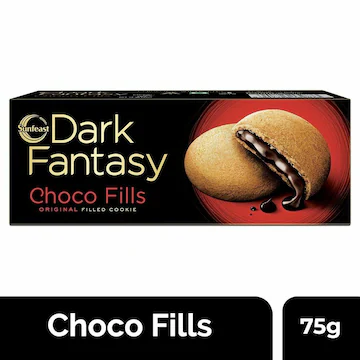 Sunfeast
Dark
Fantasy
Choco Fills
ORIGINAL FILLED COOKIE
Choco Fills
75g